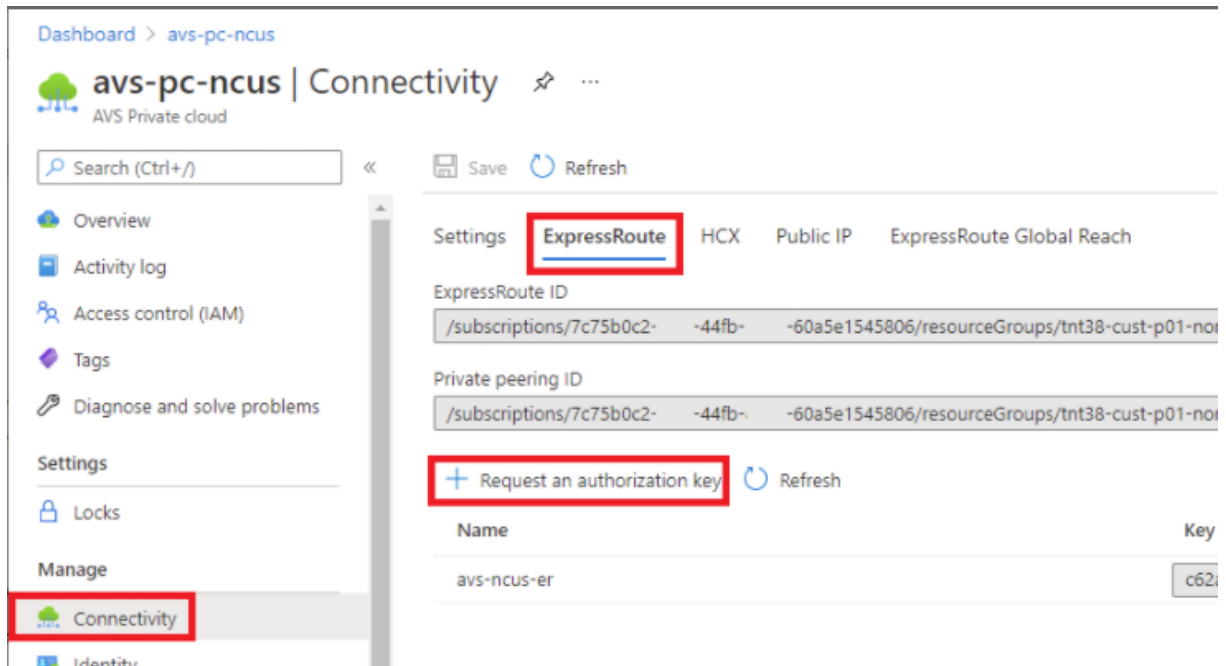 Dashboard > avs-pc-ncus
avs-pc-ncus | Connectivity ...
AVS Private cloud
Search (Ctrl+/) «
Overview
Activity log
Access control (IAM)
Tags
Diagnose and solve problems
Settings
Locks
Manage
Connectivity
Identity
Save Refresh
Settings ExpressRoute HCX Public IP ExpressRoute Global Reach
ExpressRoute ID
/subscriptions/7c75b0c2- -44fb- -60a5e1545806/resourceGroups/tnt38-cust-p01-nor
Private peering ID
/subscriptions/7c75b0c2- -44fb- -60a5e1545806/resourceGroups/tnt38-cust-p01-nor
+ Request an authorization key Refresh
Name Key
avs-ncus-er c62a